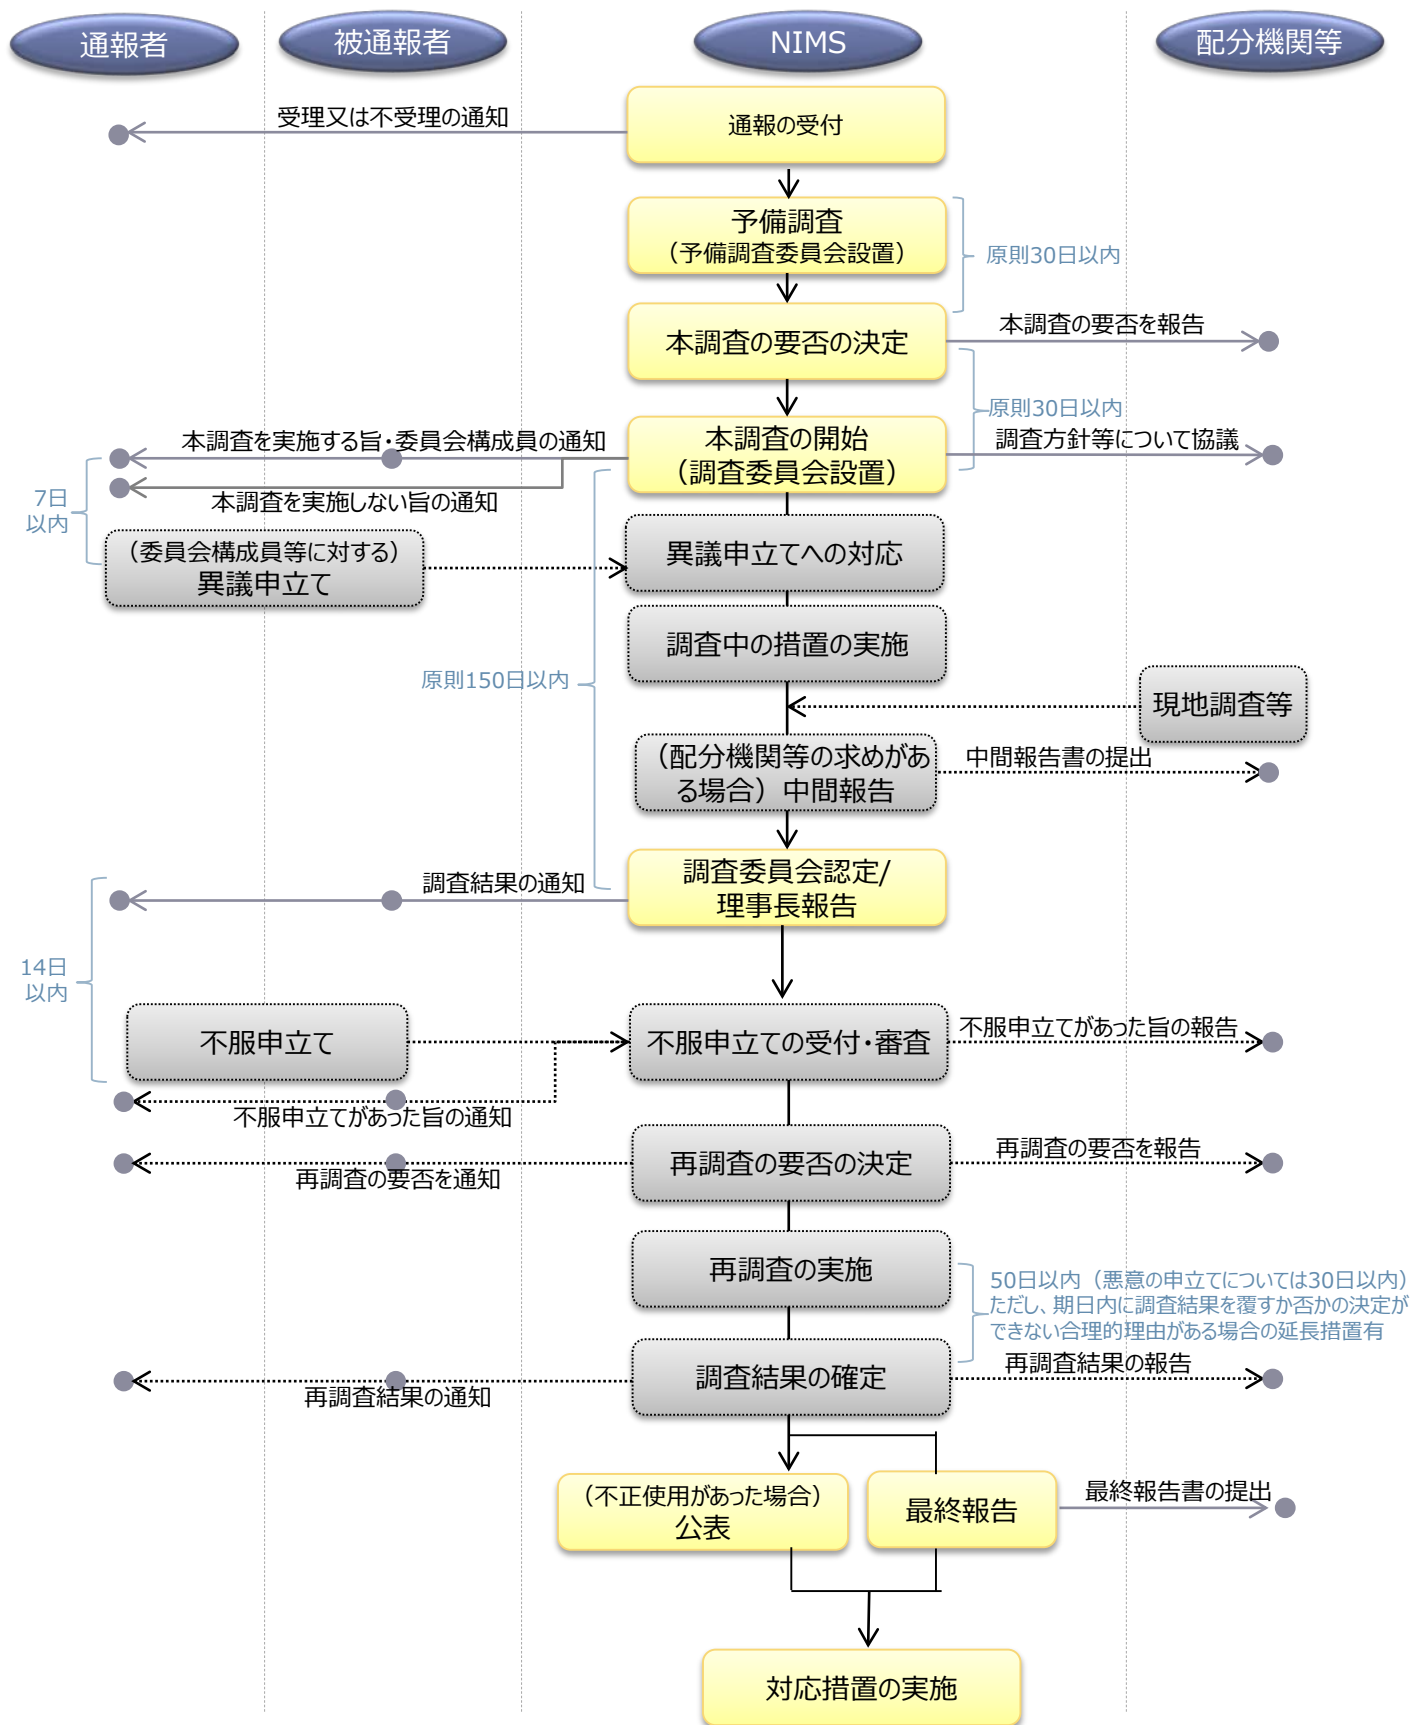 通報者
被通報者
NIMS
配分機関等
受理又は不受理の通知
通報の受付
予備調査
（予備調査委員会設置）
原則30日以内
本調査の要否の決定
本調査の要否を報告
原則30日以内
本調査を実施する旨・委員会構成員の通知
本調査の開始
（調査委員会設置）
調査方針等について協議
本調査を実施しない旨の通知
7日
以内
（委員会構成員等に対する）
異議申立て
異議申立てへの対応
調査中の措置の実施
原則150日以内
現地調査等
（配分機関等の求めがあ
る場合）中間報告
中間報告書の提出
調査結果の通知
調査委員会認定/
理事長報告
14日
以内
不服申立て
不服申立ての受付・審査
不服申立てがあった旨の報告
不服申立てがあった旨の通知
再調査の要否の決定
再調査の要否を報告
再調査の要否を通知
再調査の実施
50日以内（悪意の申立てについては30日以内）
ただし、期日内に調査結果を覆すか否かの決定が
できない合理的理由がある場合の延長措置有
調査結果の確定
再調査結果の報告
再調査結果の通知
（不正使用があった場合）
公表
最終報告
最終報告書の提出
対応措置の実施